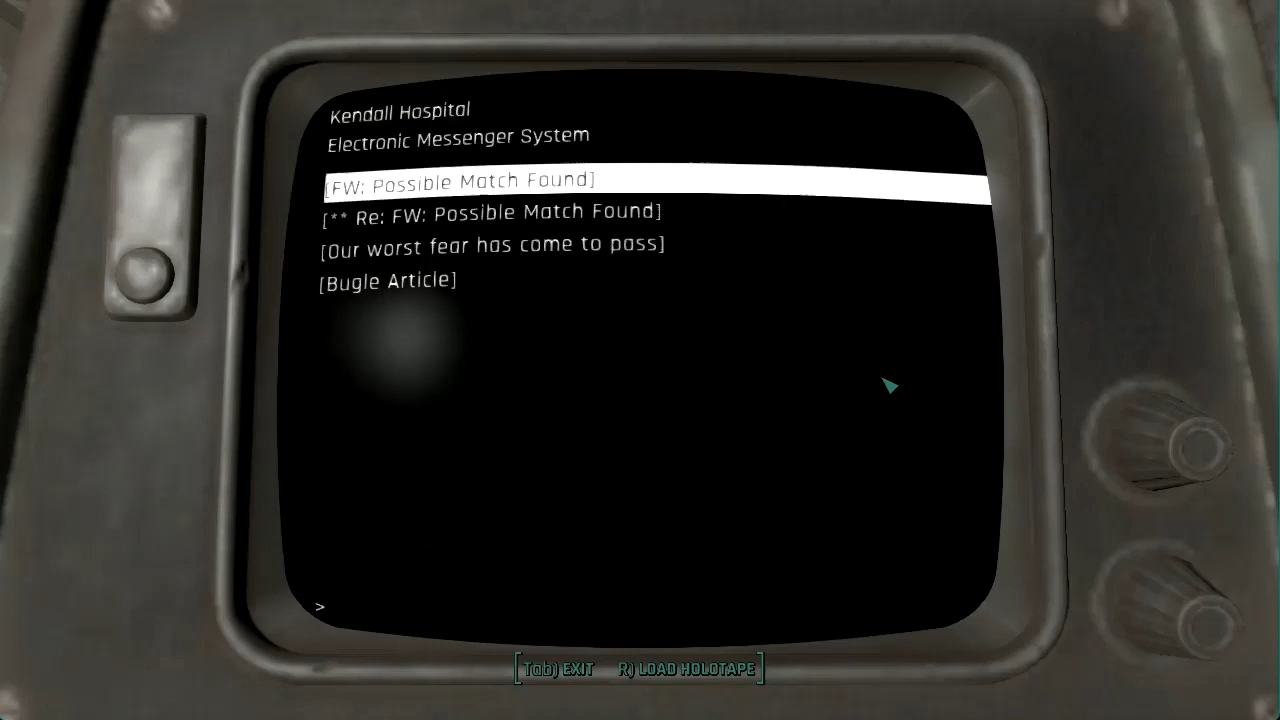 Kendall Hospital
Electronic Messenger System
[FW: Possible Match Found]
[** Re: FW: Possible Match Found]
[Our worst fear has come to pass]
[Bugle Article]
>
[Tab) EXIT R) LOAD HOLOTAPE]